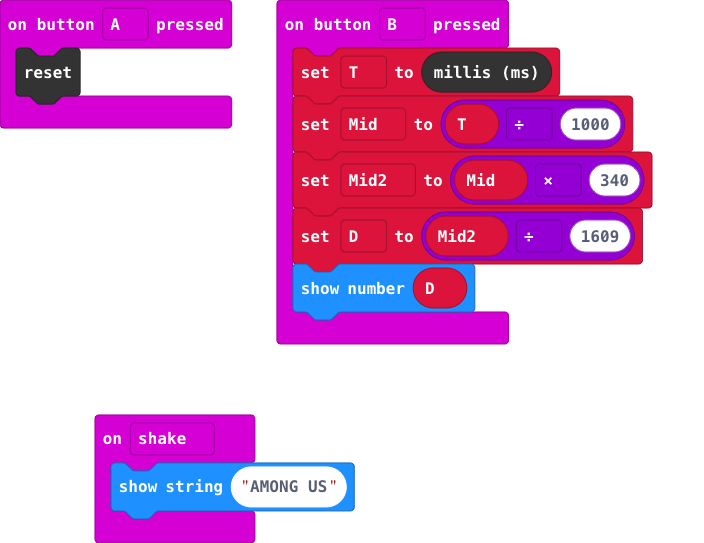 on button A pressed
reset
on button B pressed
set T to millis (ms)
set Mid to T ÷ 1000
set Mid2 to Mid × 340
set D to Mid2 ÷ 1609
show number D
on shake
show string "AMONG US"